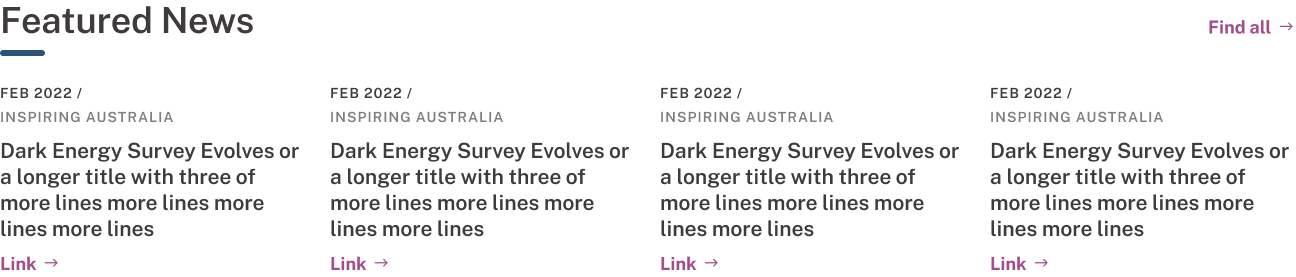 Featured News
Find all →
FEB 2022 /
INSPIRING AUSTRALIA
Dark Energy Survey Evolves or
a longer title with three of
more lines more lines more
lines more lines
Link →
FEB 2022 /
INSPIRING AUSTRALIA
Dark Energy Survey Evolves or
a longer title with three of
more lines more lines more
lines more lines
Link →
FEB 2022 /
INSPIRING AUSTRALIA
Dark Energy Survey Evolves or
a longer title with three of
more lines more lines more
lines more lines
Link →
FEB 2022 /
INSPIRING AUSTRALIA
Dark Energy Survey Evolves or
a longer title with three of
more lines more lines more
lines more lines
Link →